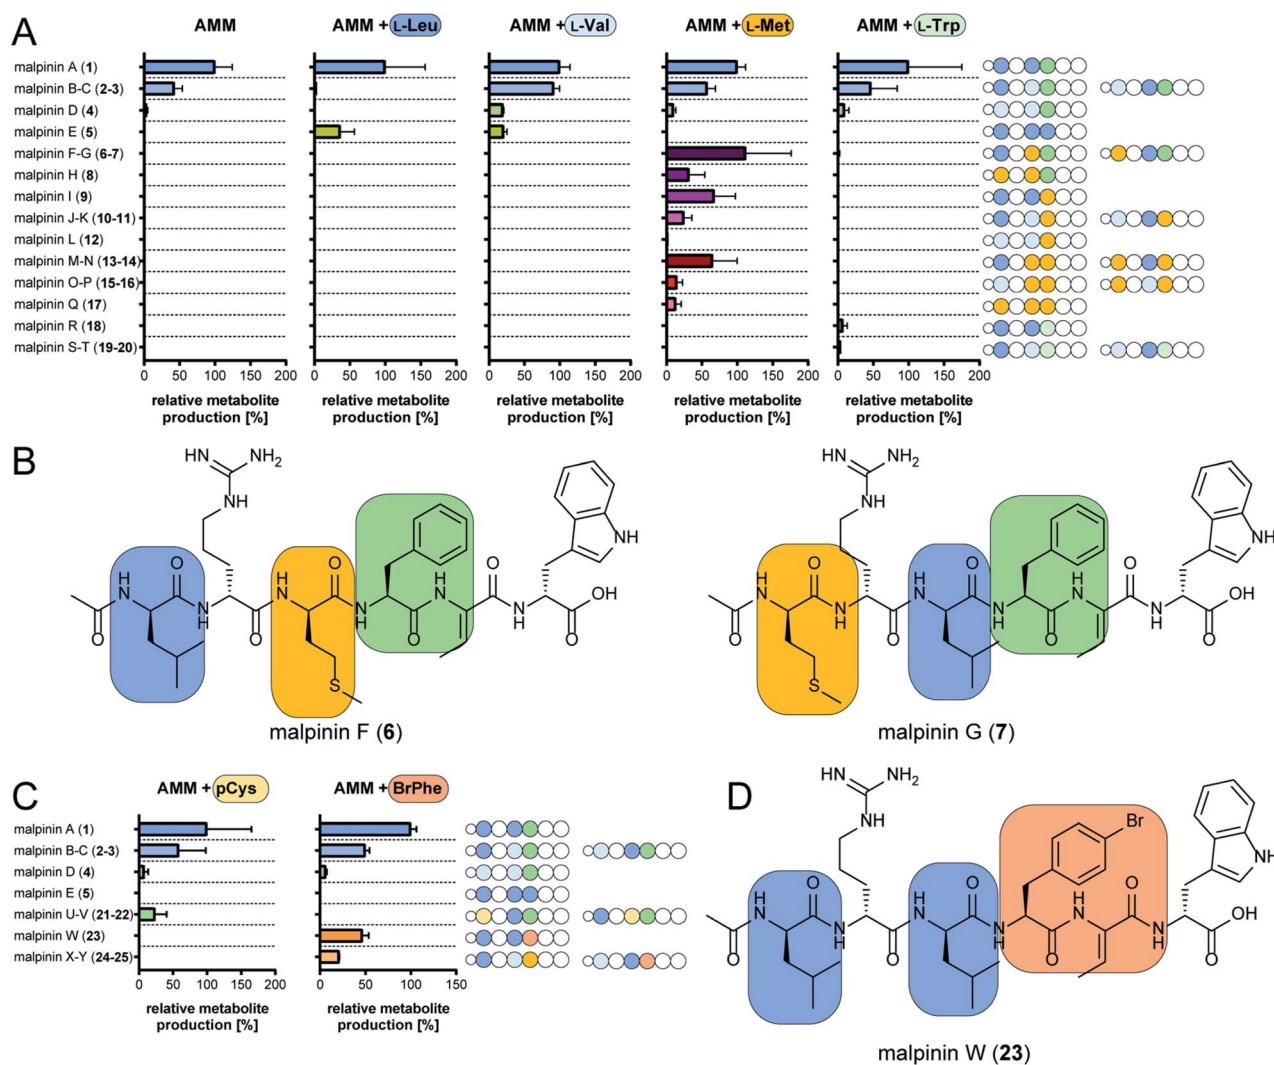 A
AMM
AMM + L-Leu
AMM + L-Val
AMM + L-Met
AMM + L-Trp
malpinin A (1)
malpinin B-C (2-3)
malpinin D (4)
malpinin E (5)
malpinin F-G (6-7)
malpinin H (8)
malpinin I (9)
malpinin J-K (10-11)
malpinin L (12)
malpinin M-N (13-14)
malpinin O-P (15-16)
malpinin Q (17)
malpinin R (18)
malpinin S-T (19-20)
0 50 100 150 200
0 50 100 150 200
0 50 100 150 200
0 50 100 150 200
0 50 100 150 200
relative metabolite
production [%]
relative metabolite
production [%]
relative metabolite
production [%]
relative metabolite
production [%]
relative metabolite
production [%]
B
HN NH2
NH
H
N
O
N
H
O
H
N
O
N
H
O
H
N
O
N
H
O
OH
O
NH
S
malpinin F (6)
HN NH2
NH
H
N
O
N
H
O
H
N
O
N
H
O
H
N
O
N
H
O
OH
O
NH
S
malpinin G (7)
C
AMM + pCys
AMM + BrPhe
malpinin A (1)
malpinin B-C (2-3)
malpinin D (4)
malpinin E (5)
malpinin U-V (21-22)
malpinin W (23)
malpinin X-Y (24-25)
0 50 100 150 200
0 50 100 150
relative metabolite
production [%]
relative metabolite
production [%]
D
HN NH2
NH
Br
H
N
O
N
H
O
H
N
O
N
H
O
H
N
O
N
H
O
OH
O
NH
malpinin W (23)